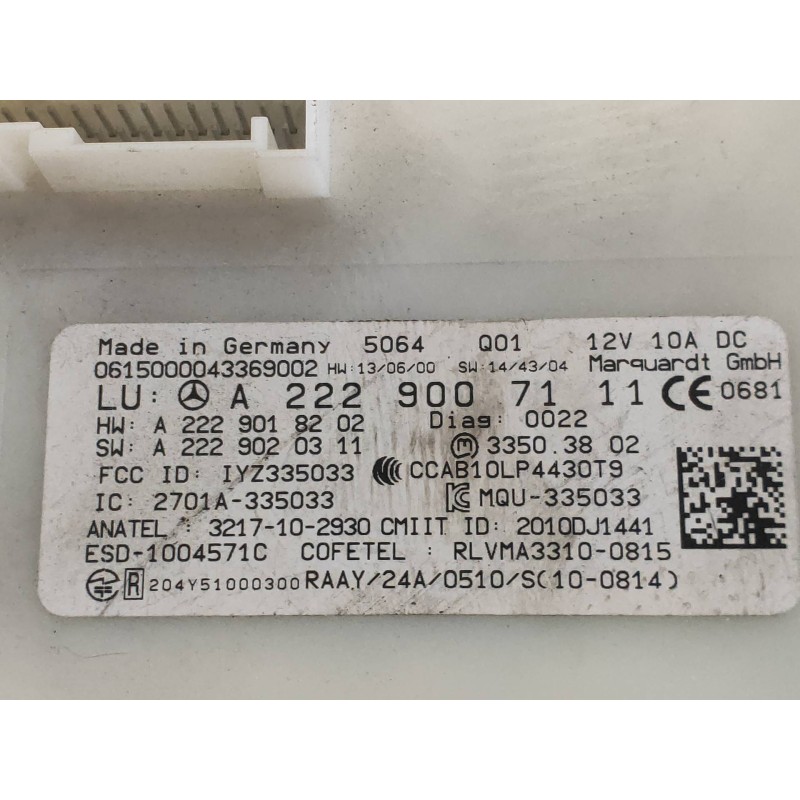 Made in Germany 5064 Q01 12V 10A DC
0615000043369002 HW:13/06/00 SW:14/43/04 Marquardt GmbH
LU: A 222 900 71 11 CE 0681
HW: A 222 901 82 02 Diag: 0022
SW: A 222 902 03 11 M 3350.38 02
FCC ID: IYZ335033 CCAB10LP4430T9
IC: 2701A-335033 MQU-335033
ANATEL: 3217-10-2930 CMIIT ID: 2010DJ1441
ESD-1004571C COFETEL: RLVMA3310-0815
R 204Y51000300 RAAY/24A/0510/S(10-0814)